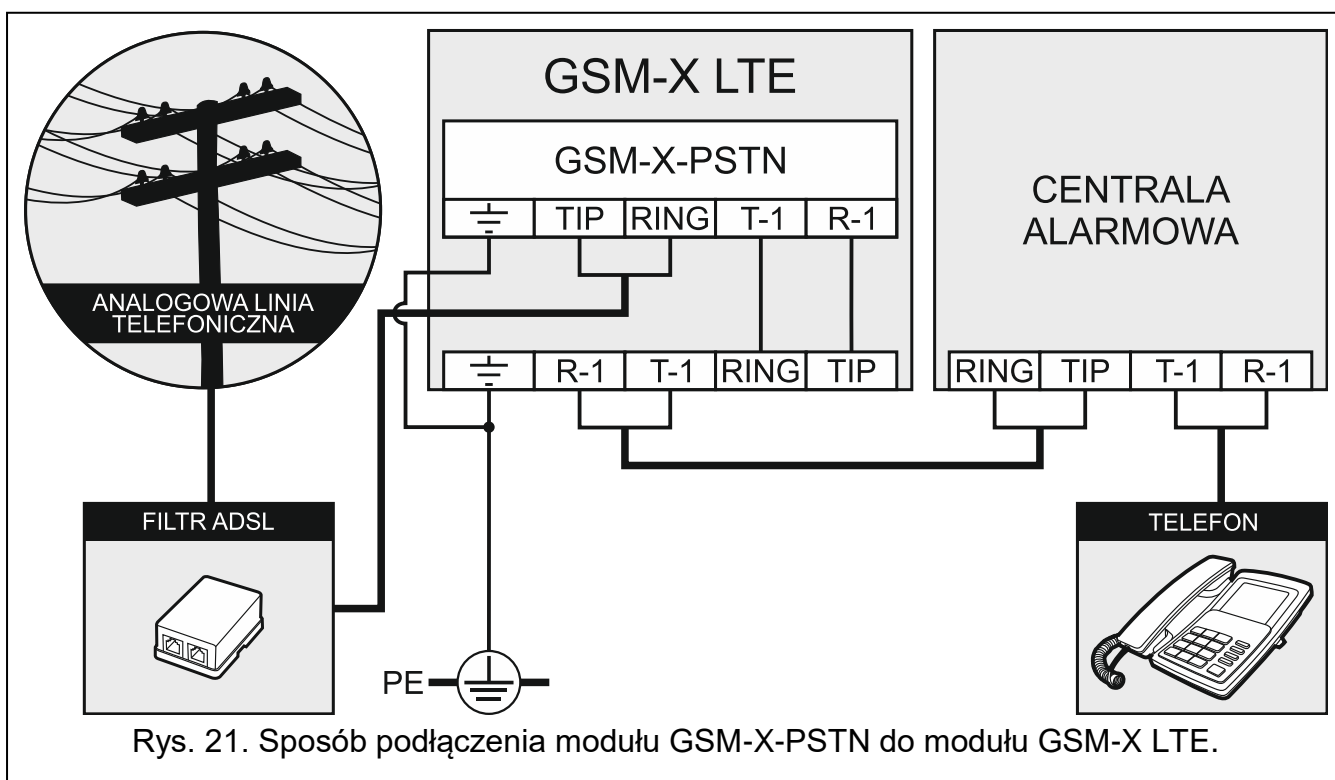 ANALOGOWA LINIA
TELEFONICZNA
GSM-X LTE
GSM-X-PSTN
TIP RING T-1 R-1
R-1 T-1 RING TIP
CENTRALA
ALARMOWA
RING TIP T-1 R-1
FILTR ADSL
PE
TELEFON
Rys. 21. Sposób podłączenia modułu GSM-X-PSTN do modułu GSM-X LTE.